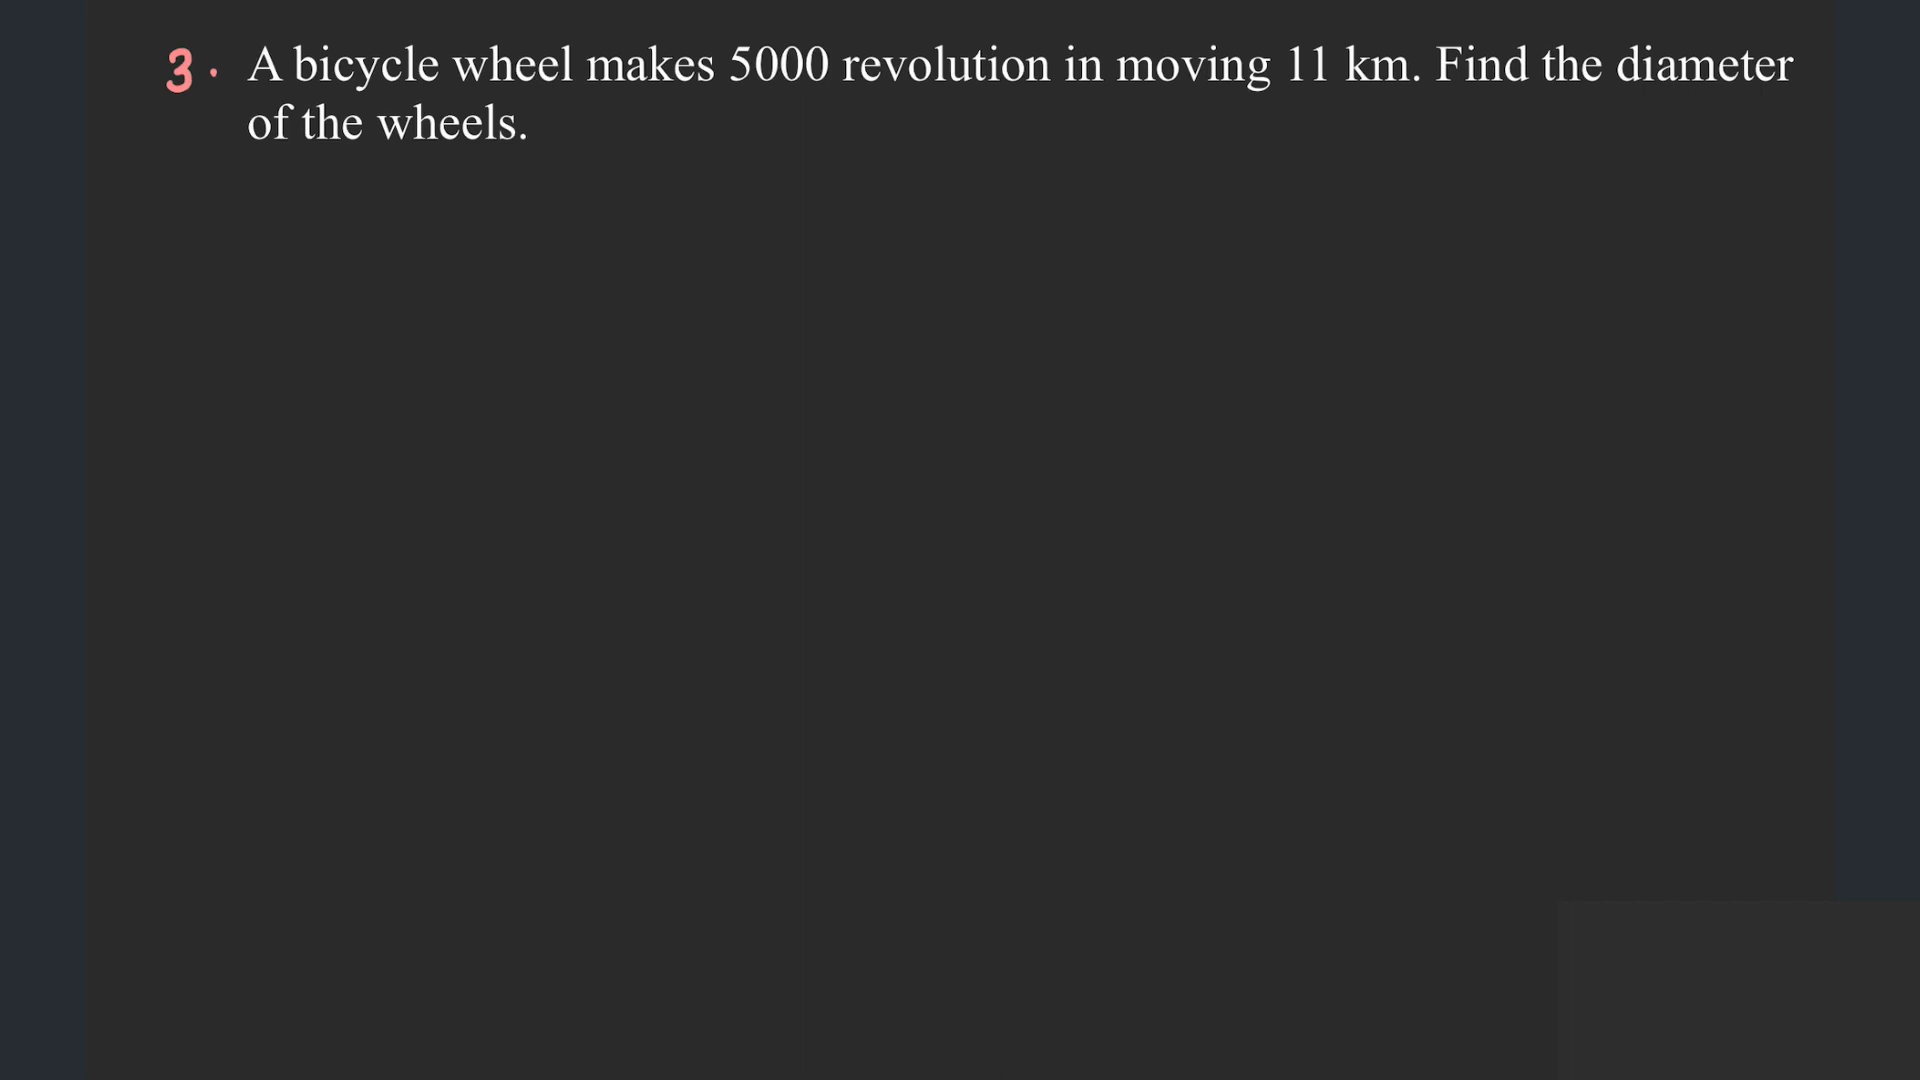 3. A bicycle wheel makes 5000 revolution in moving 11 km. Find the diameter
of the wheels.